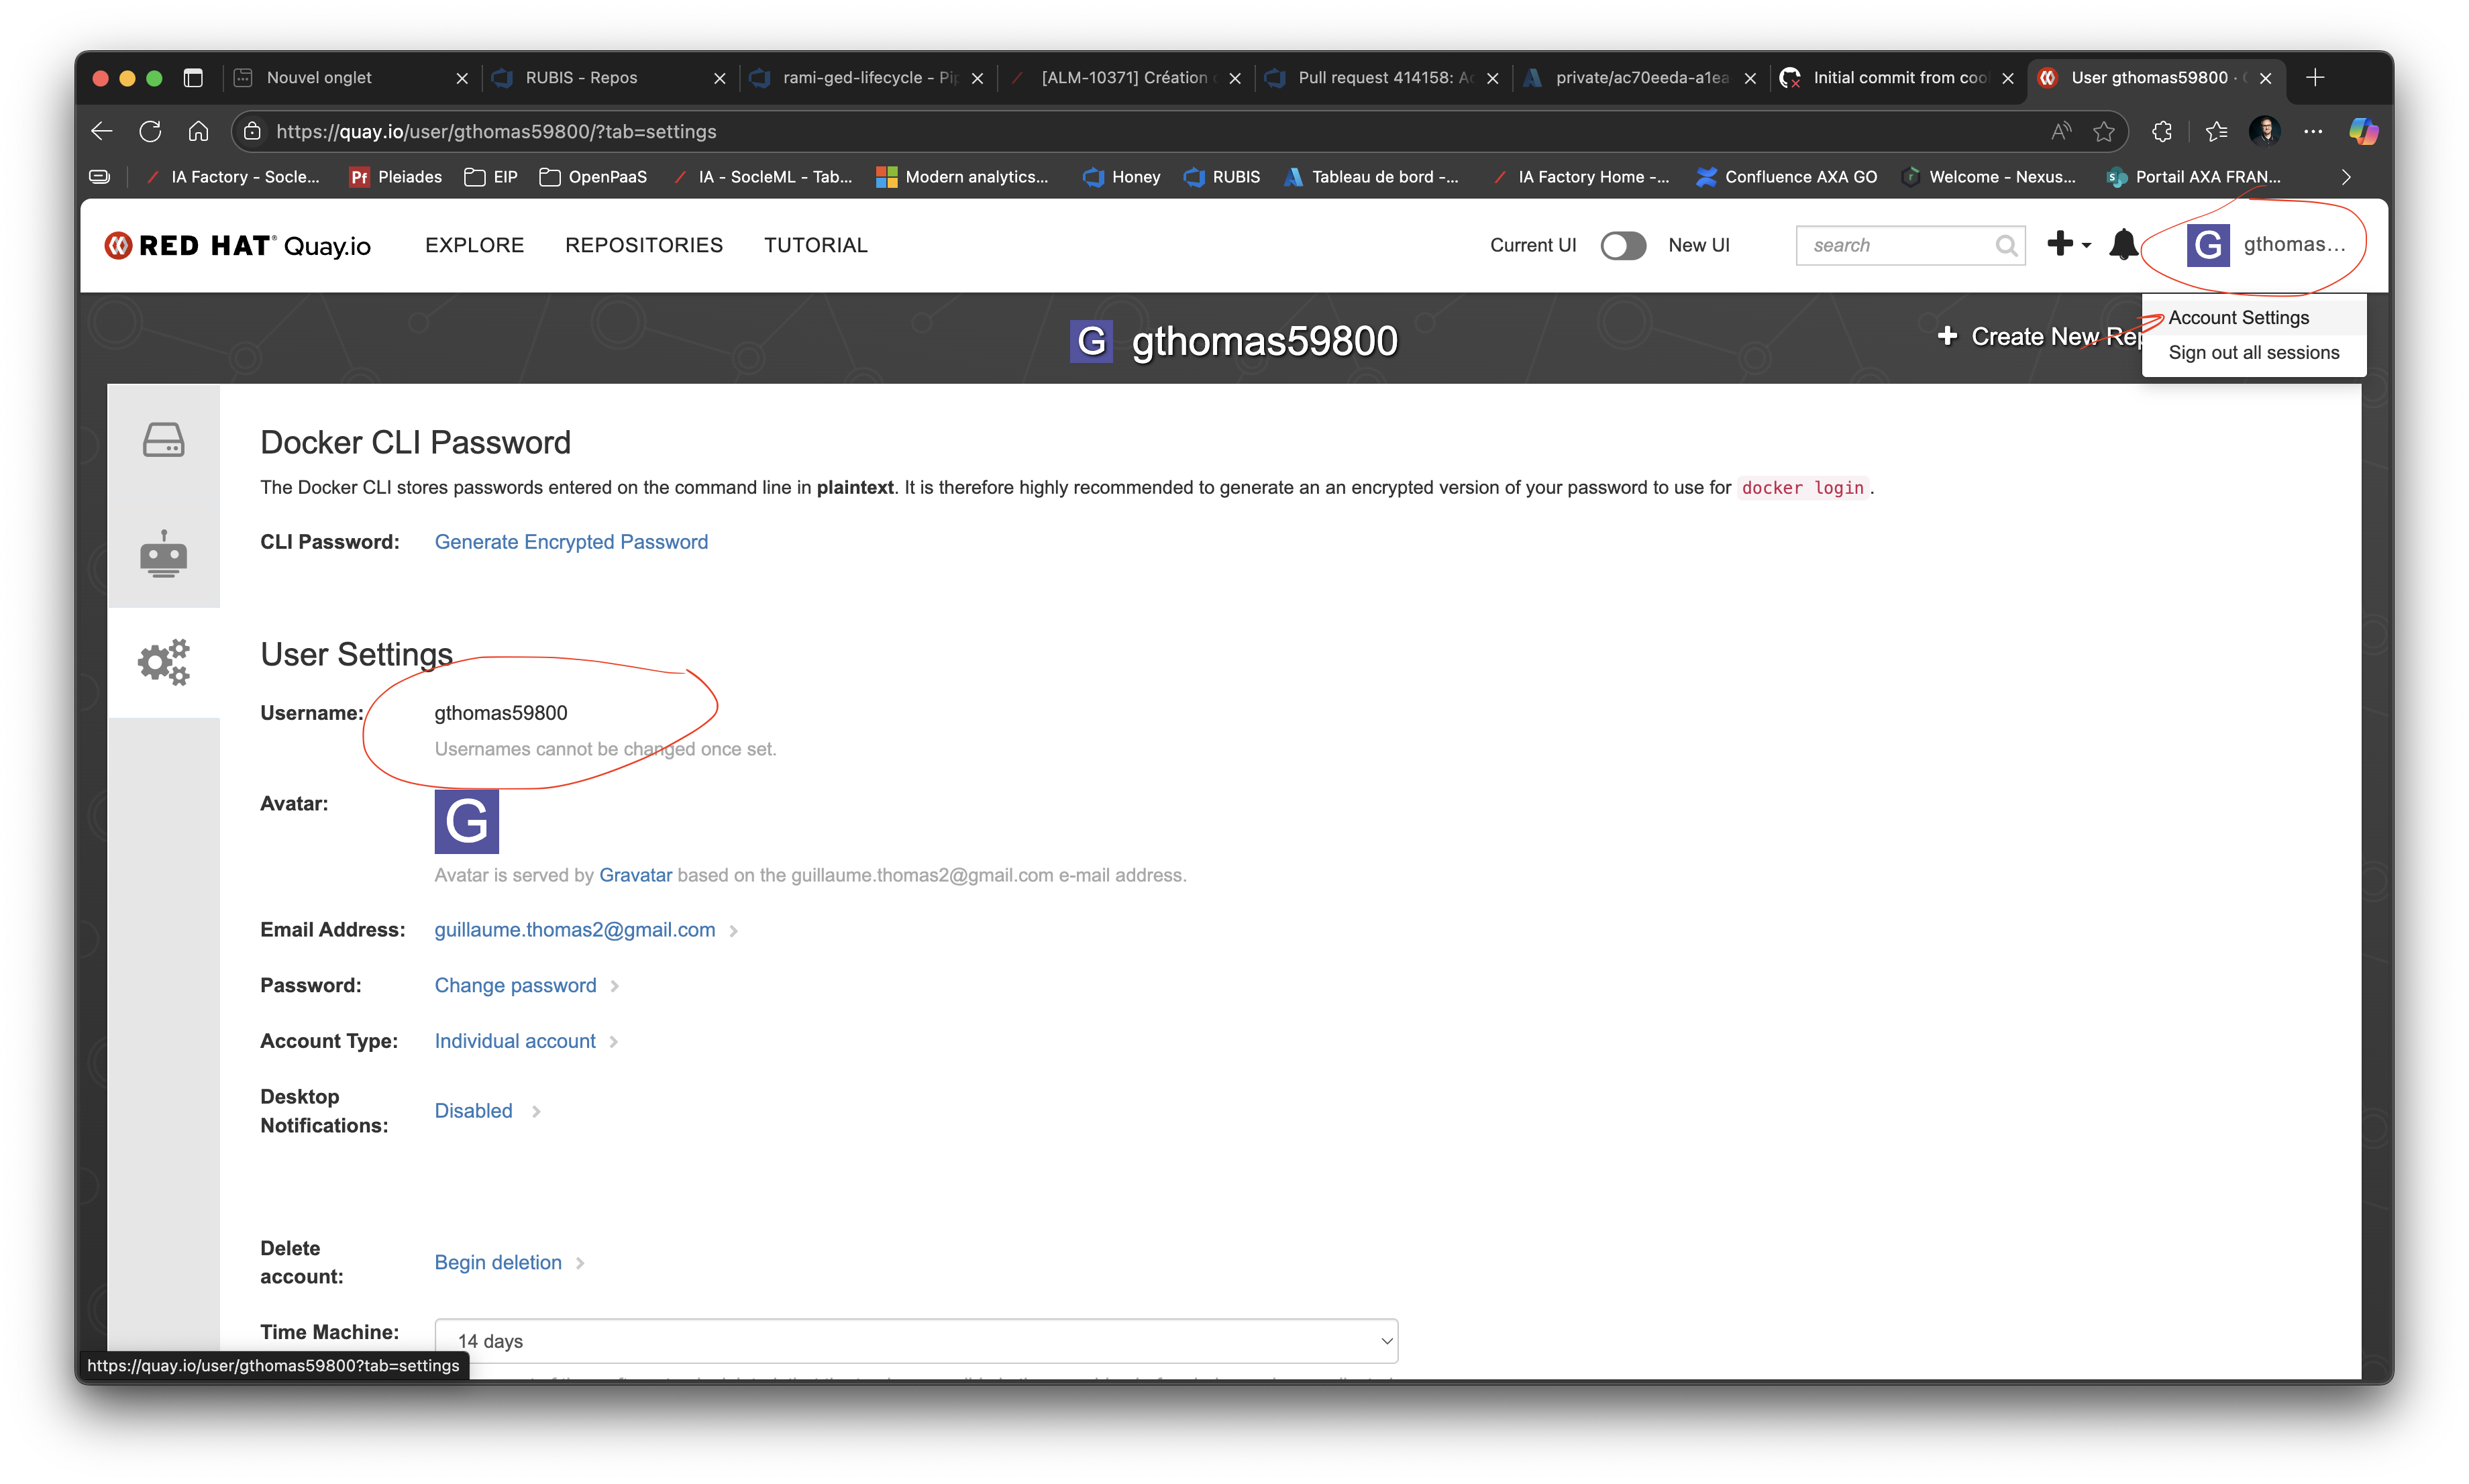 Nouvel onglet
RUBIS - Repos
rami-ged-lifecycle - Pip
[ALM-10371] Création
Pull request 414158: Ac
private/ac70eeda-a1ea
Initial commit from coo
User gthomas59800 ·
https://quay.io/user/gthomas59800/?tab=settings
IA Factory - Socle...
Pf Pleiades
EIP
OpenPaaS
IA - SocleML - Tab...
Modern analytics...
Honey
RUBIS
Tableau de bord -...
IA Factory Home -...
Confluence AXA GO
Welcome - Nexus...
Portail AXA FRAN...
RED HAT® Quay.io
EXPLORE
REPOSITORIES
TUTORIAL
Current UI
New UI
search
G gthomas...
G gthomas59800
+ Create New Rep
Account Settings
Sign out all sessions
Docker CLI Password
The Docker CLI stores passwords entered on the command line in plaintext. It is therefore highly recommended to generate an an encrypted version of your password to use for docker login.
CLI Password: Generate Encrypted Password
User Settings
Username: gthomas59800
Usernames cannot be changed once set.
Avatar:
G
Avatar is served by Gravatar based on the guillaume.thomas2@gmail.com e-mail address.
Email Address: guillaume.thomas2@gmail.com
Password: Change password
Account Type: Individual account
Desktop
Notifications: Disabled
Delete
account: Begin deletion
Time Machine: 14 days
https://quay.io/user/gthomas59800?tab=settings